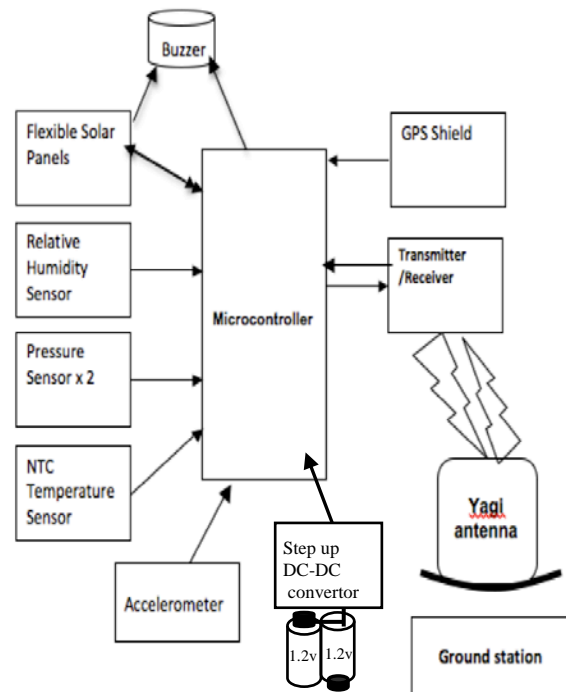 Buzzer
Flexible Solar
Panels
GPS Shield
Relative
Humidity
Sensor
Transmitter
/Receiver
Microcontroller
Pressure
Sensor x 2
NTC
Temperature
Sensor
Yagi
antenna
Step up
DC-DC
convertor
Accelerometer
1.2v
1.2v
Ground station